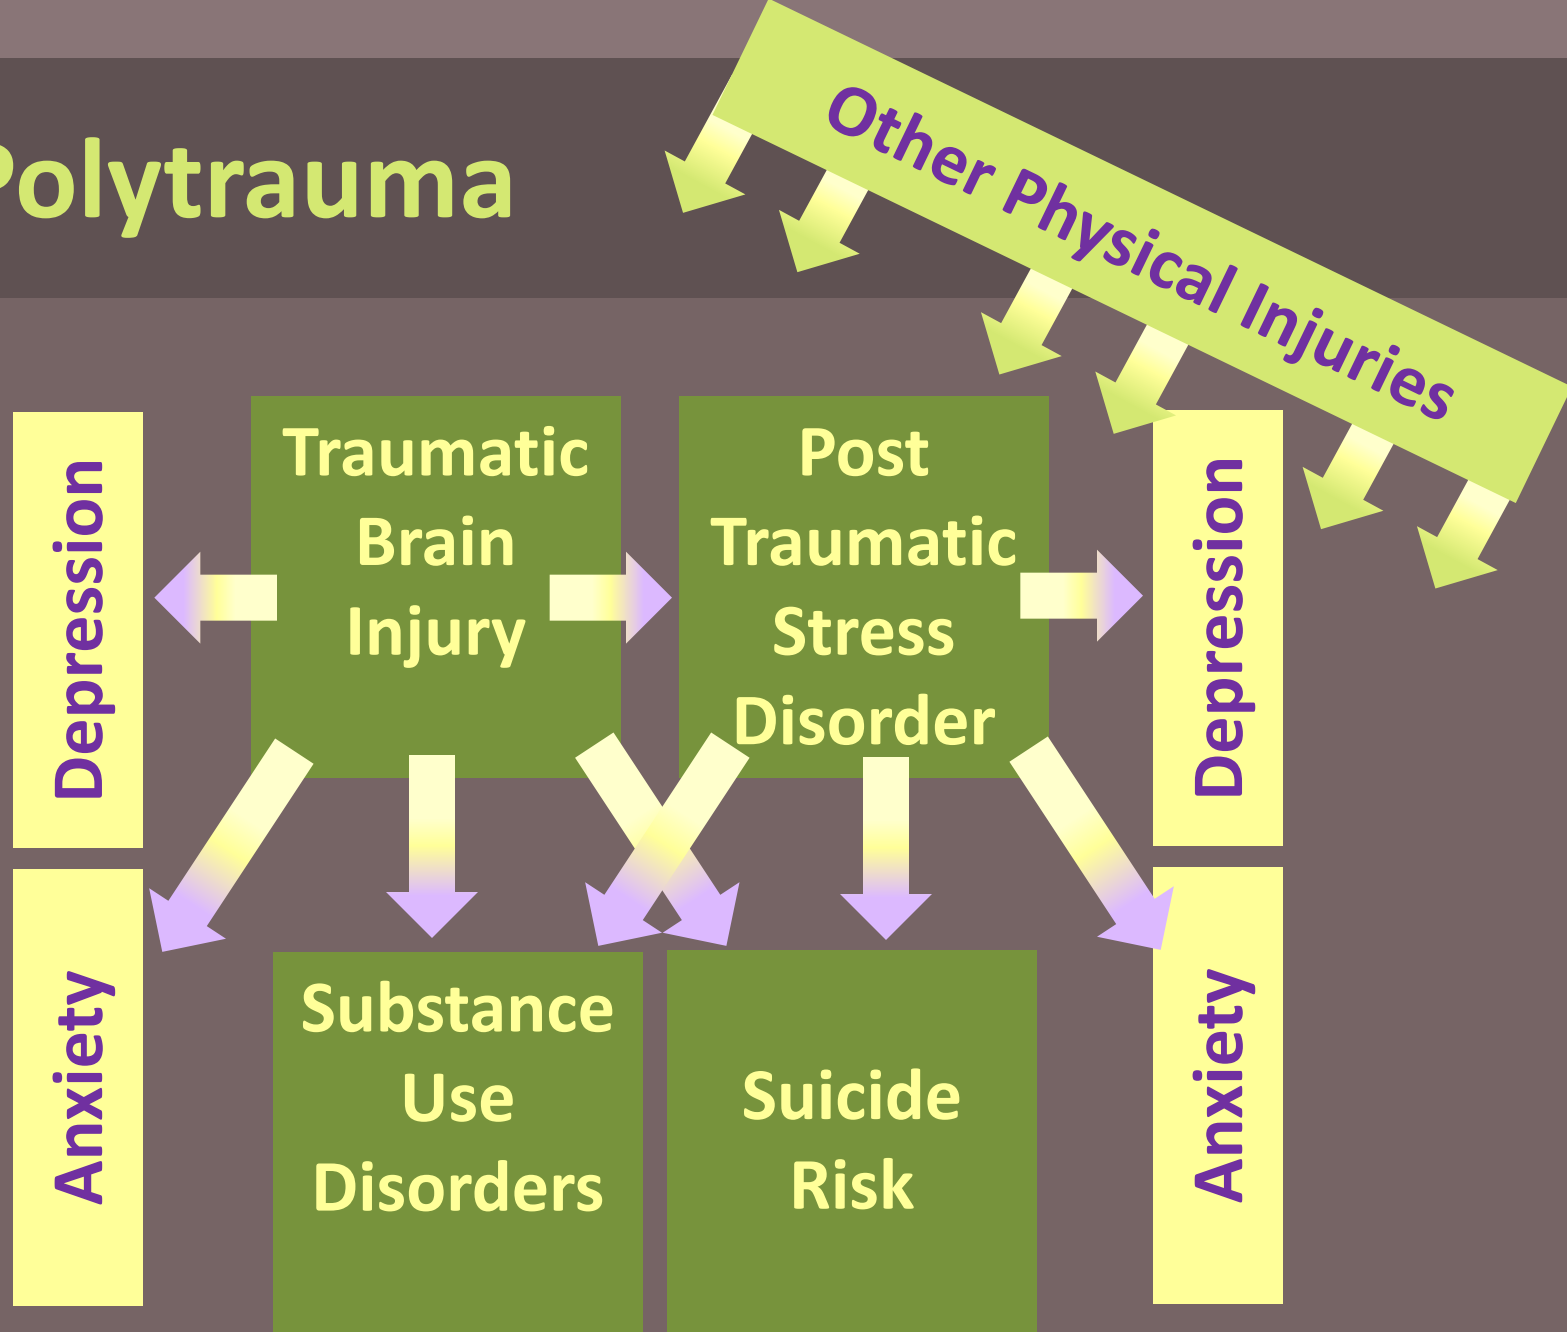 Polytrauma
Other Physical Injuries
Depression
Traumatic
Brain
Injury
Post
Traumatic
Stress
Disorder
Depression
Anxiety
Substance
Use
Disorders
Suicide
Risk
Anxiety